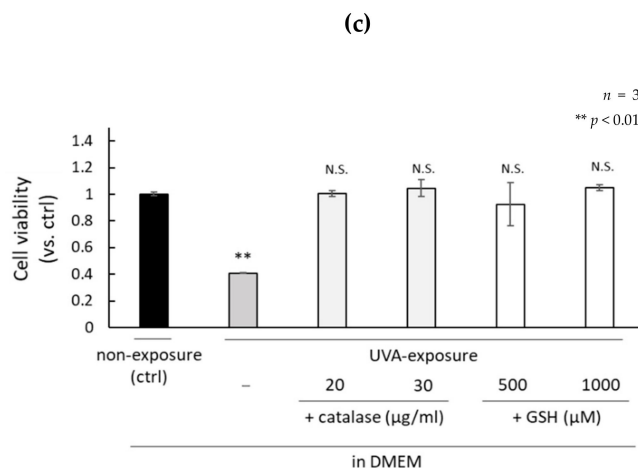 (c)
n = 3
** p < 0.01
Cell viability
(vs. ctrl)
1.4
1.2
1
0.8
0.6
0.4
0.2
0
**
N.S.
N.S.
N.S.
N.S.
non-exposure
(ctrl)
UVA-exposure
– 20 30 500 1000
+ catalase (μg/ml) + GSH (μM)
in DMEM